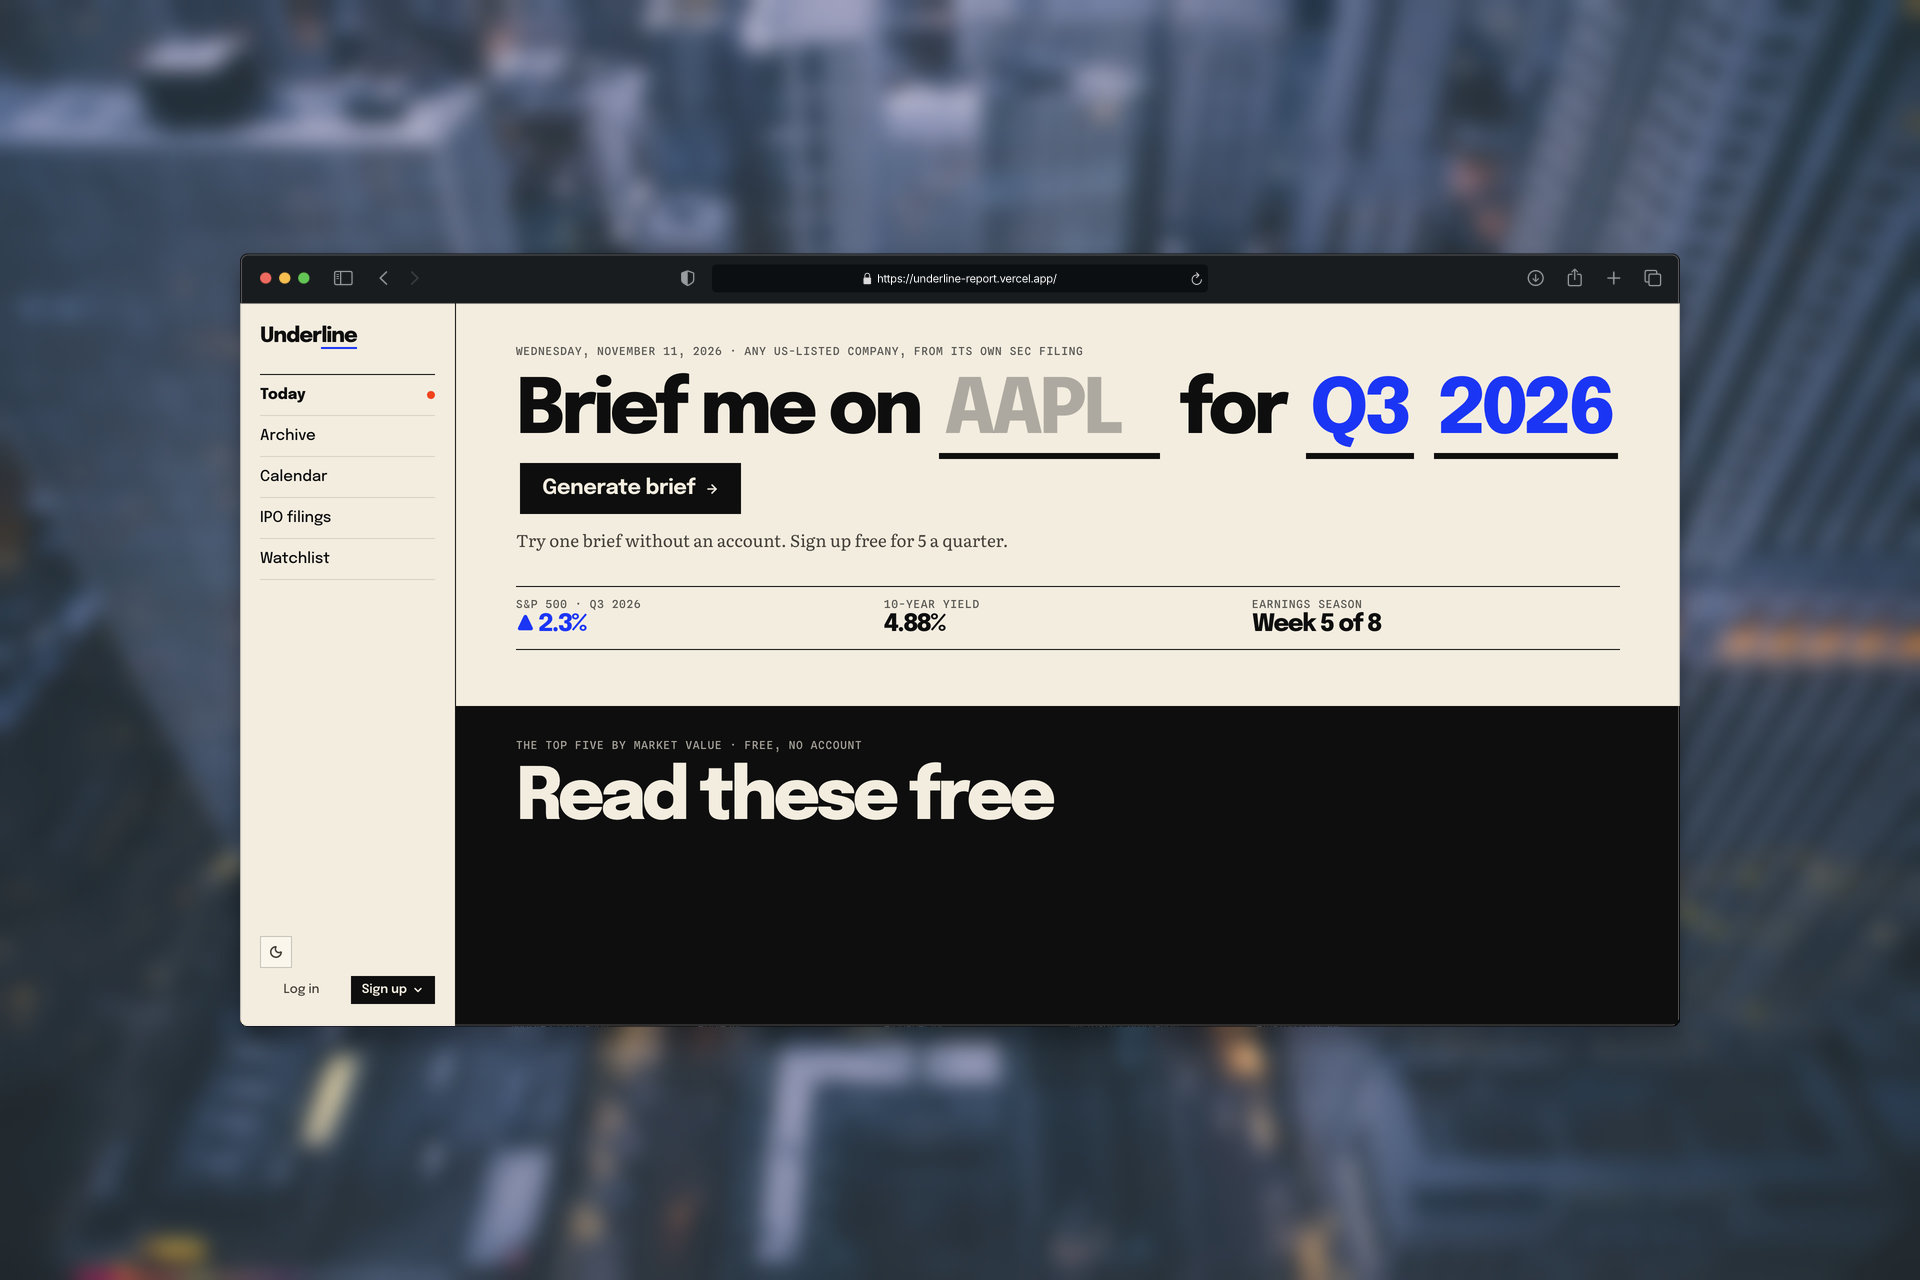 https://underline-report.vercel.app/
Underline
Today
Archive
Calendar
IPO filings
Watchlist
Log in
Sign up
WEDNESDAY, NOVEMBER 11, 2026 · ANY US-LISTED COMPANY, FROM ITS OWN SEC FILING
Brief me on AAPL for Q3 2026
Generate brief →
Try one brief without an account. Sign up free for 5 a quarter.
S&P 500 · Q3 2026
▲ 2.3%
10-YEAR YIELD
4.88%
EARNINGS SEASON
Week 5 of 8
THE TOP FIVE BY MARKET VALUE · FREE, NO ACCOUNT
Read these free